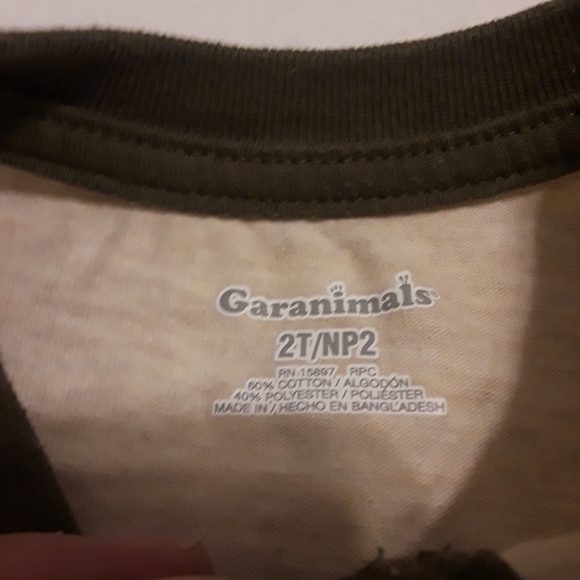 Garanimals
2T/NP2
RN 15897 RPC
60% COTTON / ALGODÓN
40% POLYESTER / POLIÉSTER
MADE IN / HECHO EN BANGLADESH